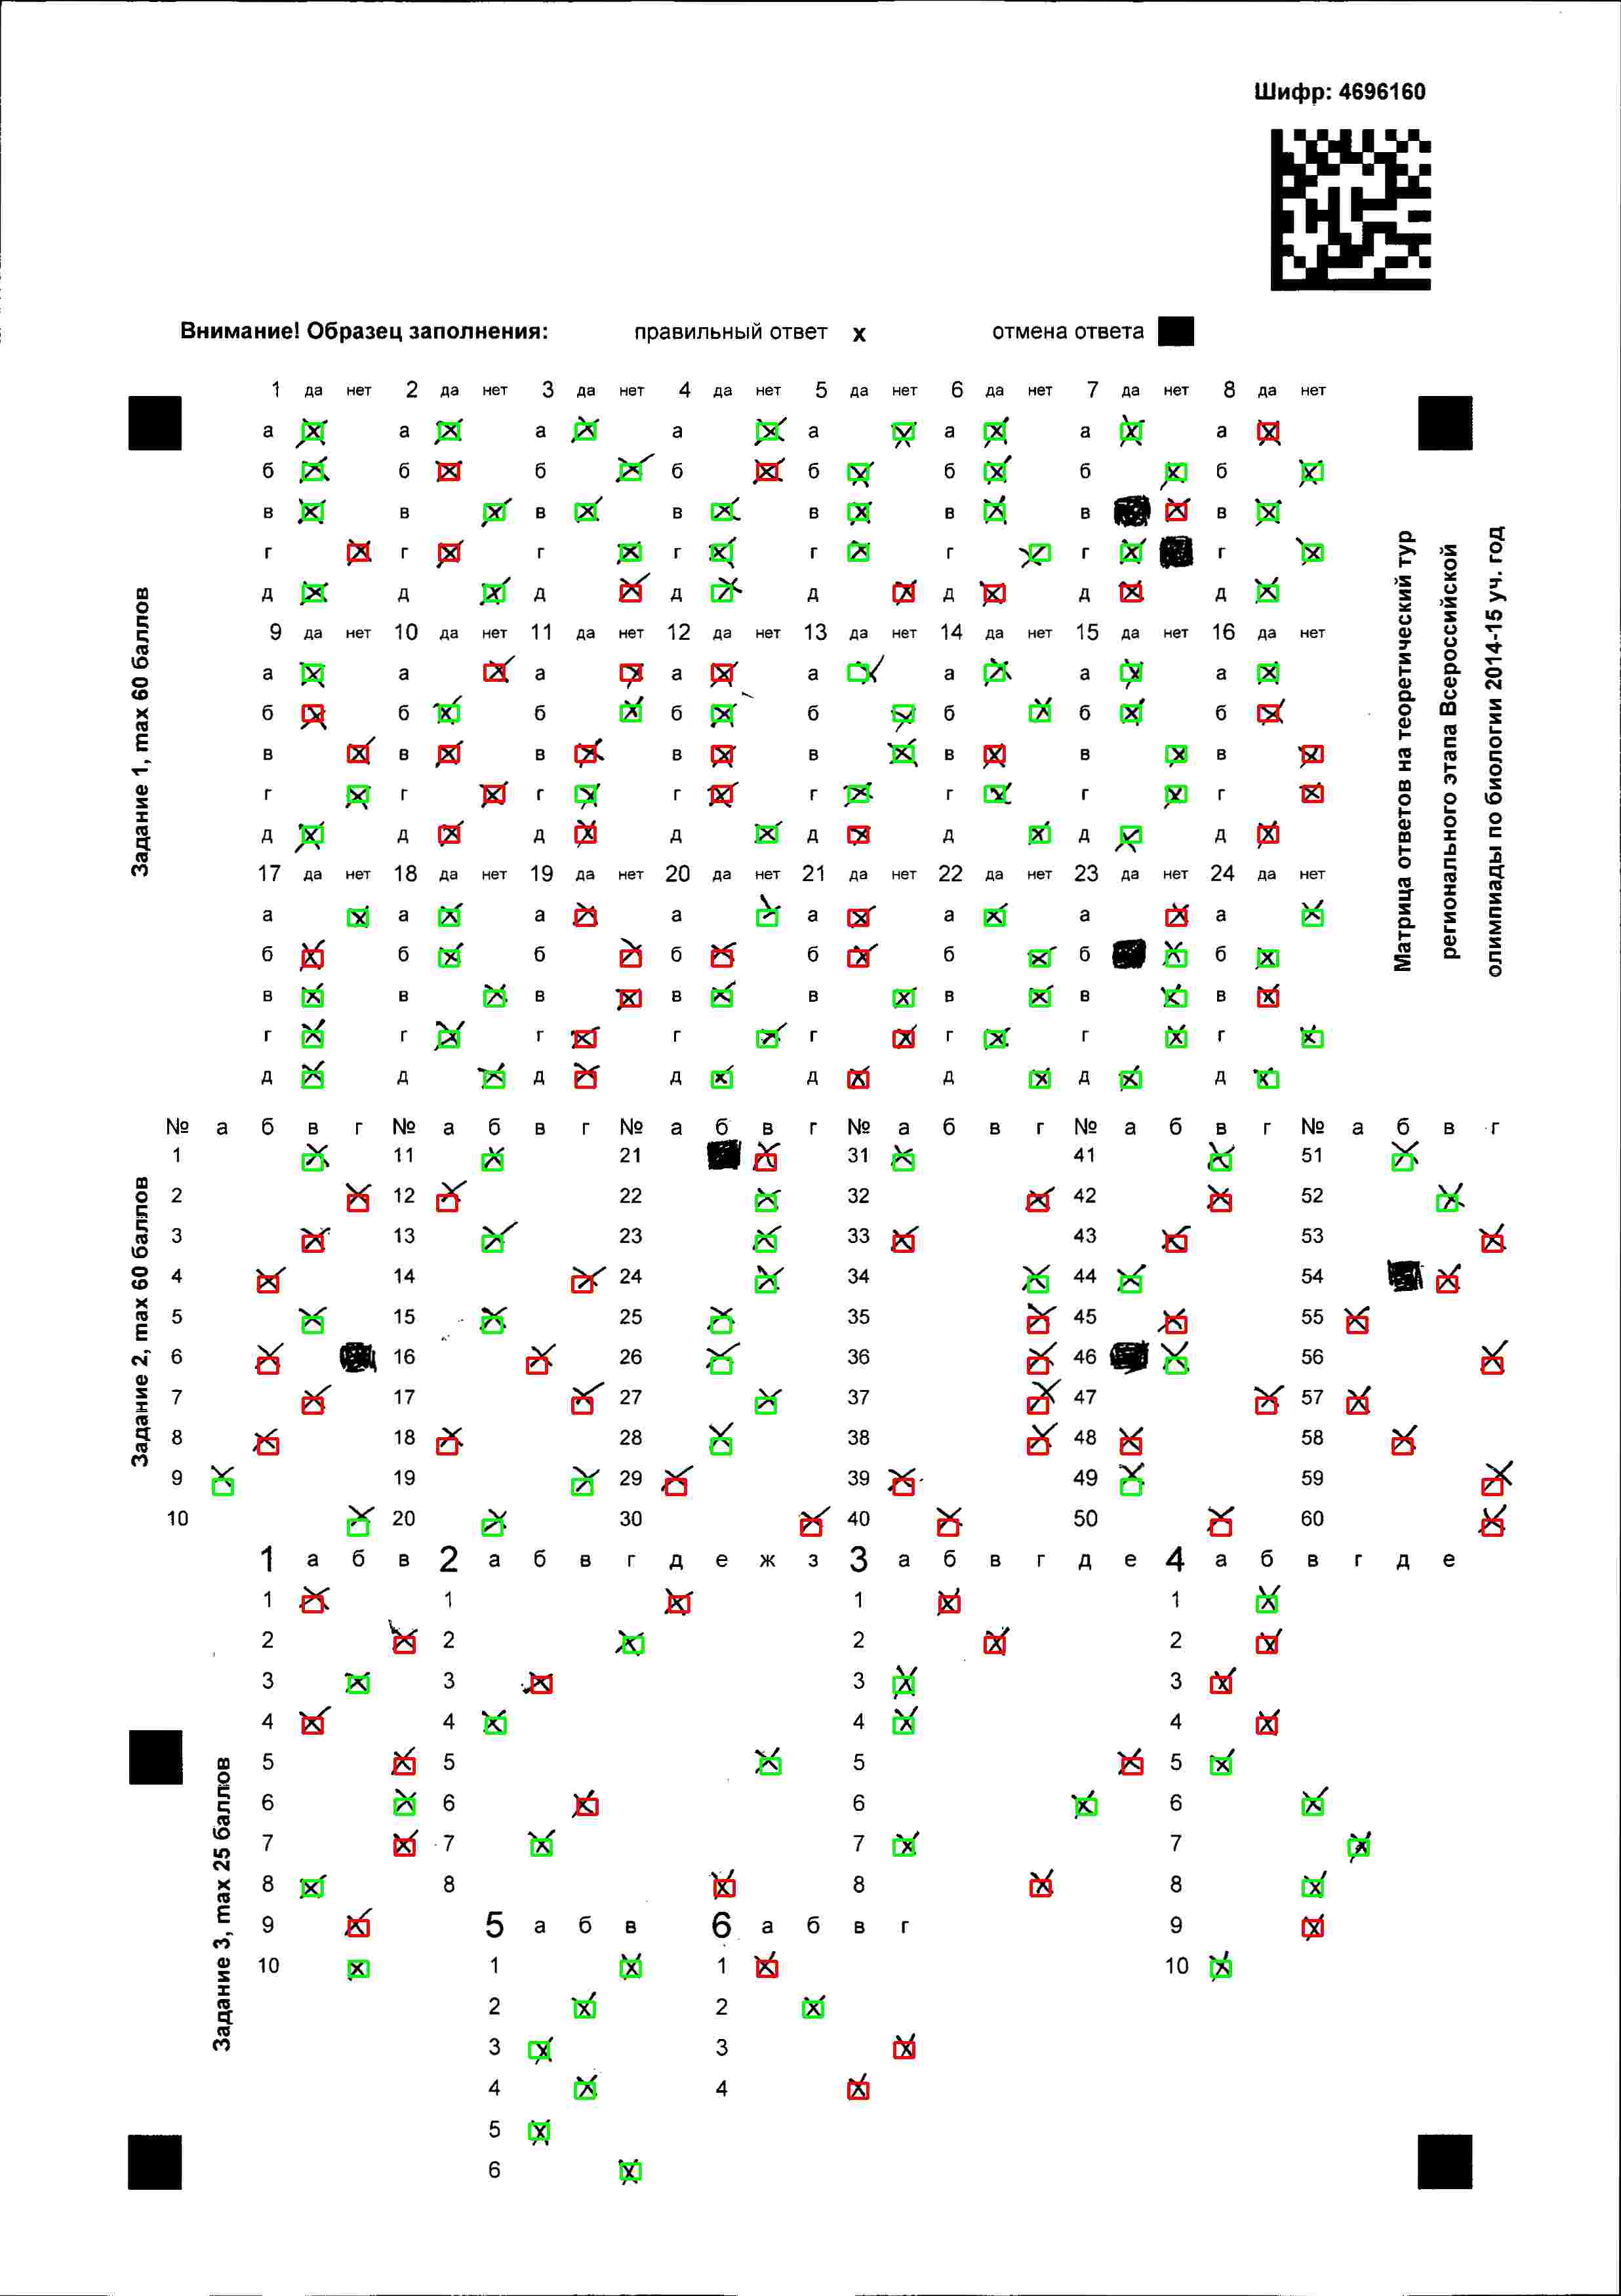 Шифр: 4696160
Внимание! Образец заполнения: правильный ответ x отмена ответа
1 да нет 2 да нет 3 да нет 4 да нет 5 да нет 6 да нет 7 да нет 8 да нет
а а а а а а а а
б б б б б б б б
в в в в в в в в
г г г г г г г г
д д д д д д д д
9 да нет 10 да нет 11 да нет 12 да нет 13 да нет 14 да нет 15 да нет 16 да нет
а а а а а а а а
б б б б б б б б
в в в в в в в в
г г г г г г г г
д д д д д д д д
17 да нет 18 да нет 19 да нет 20 да нет 21 да нет 22 да нет 23 да нет 24 да нет
а а а а а а а а
б б б б б б б б
в в в в в в в в
г г г г г г г г
д д д д д д д д
Задание 1, max 60 баллов
Матрица ответов на теоретический тур
регионального этапа Всероссийской
олимпиады по биологии 2014-15 уч. год
№ а б в г № а б в г № а б в г № а б в г № а б в г № а б в г
1 11 21 31 41 51
2 12 22 32 42 52
3 13 23 33 43 53
4 14 24 34 44 54
5 15 25 35 45 55
6 16 26 36 46 56
7 17 27 37 47 57
8 18 28 38 48 58
9 19 29 39 49 59
10 20 30 40 50 60
Задание 2, max 60 баллов
1 а б в 2 а б в г д е ж з 3 а б в г д е 4 а б в г д е
1 1 1 1
2 2 2 2
3 3 3 3
4 4 4 4
5 5 5 5
6 6 6 6
7 7 7 7
8 8 8 8
9 5 а б в 6 а б в г 9
10 1 1 10
2 2
3 3
4 4
5
6
Задание 3, max 25 баллов